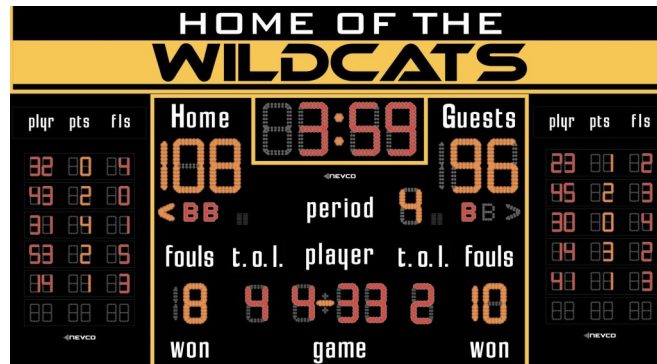 HOME OF THE
WILDCATS
plyr pts fls
32 0 4
43 2 0
31 4 1
53 2 5
14 1 3
NEVCO
Home 3:59 Guests
108 96
NEVCO
< BB period 4 BB >
fouls t.o.l. player t.o.l. fouls
8 4 4-33 2 10
won game won
plyr pts fls
23 1 2
45 2 3
30 0 4
14 3 2
41 1 3
NEVCO